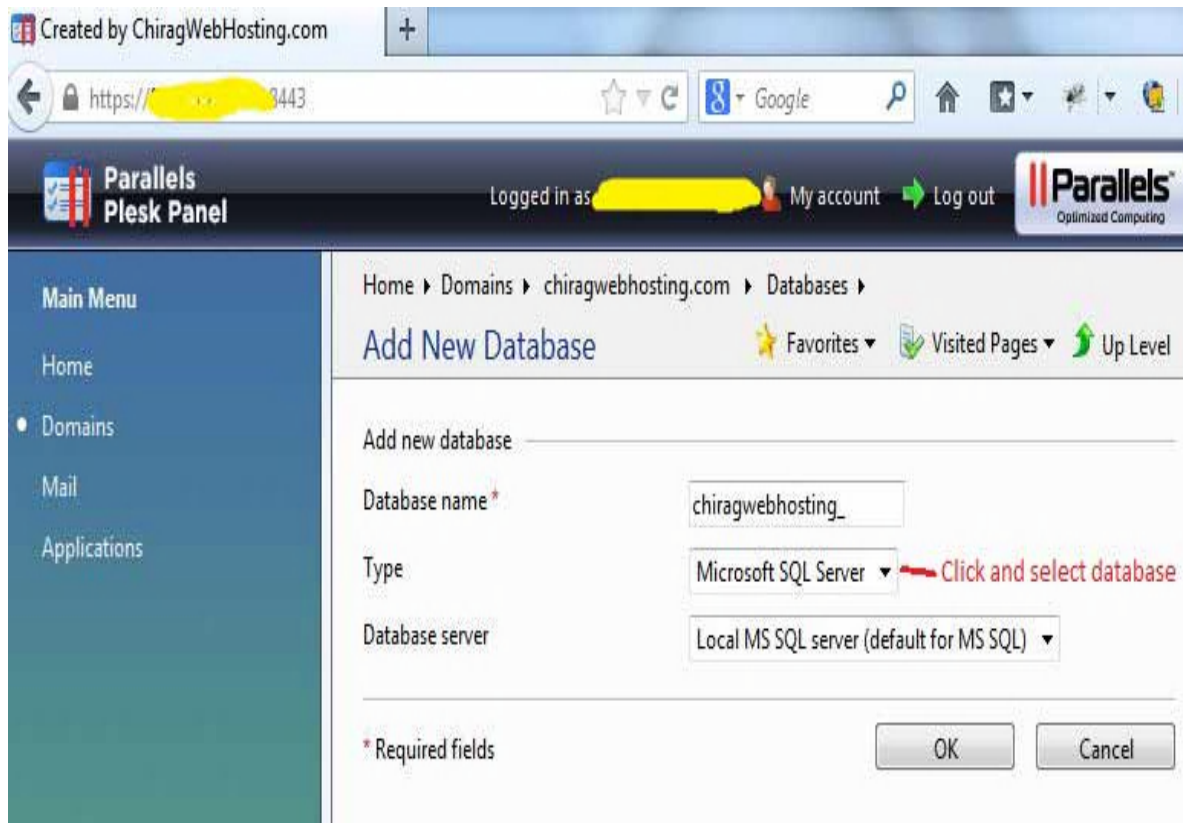 Created by ChiragWebHosting.com
https:// 8443
Google
Parallels
Plesk Panel
Logged in as
My account
Log out
Parallels™
Optimized Computing
Main Menu
Home
Domains
Mail
Applications
Home Domains chiragwebhosting.com Databases
Add New Database
Favorites
Visited Pages
Up Level
Add new database
Database name *
chiragwebhosting_
Type
Microsoft SQL Server
Click and select database
Database server
Local MS SQL server (default for MS SQL)
* Required fields
OK
Cancel